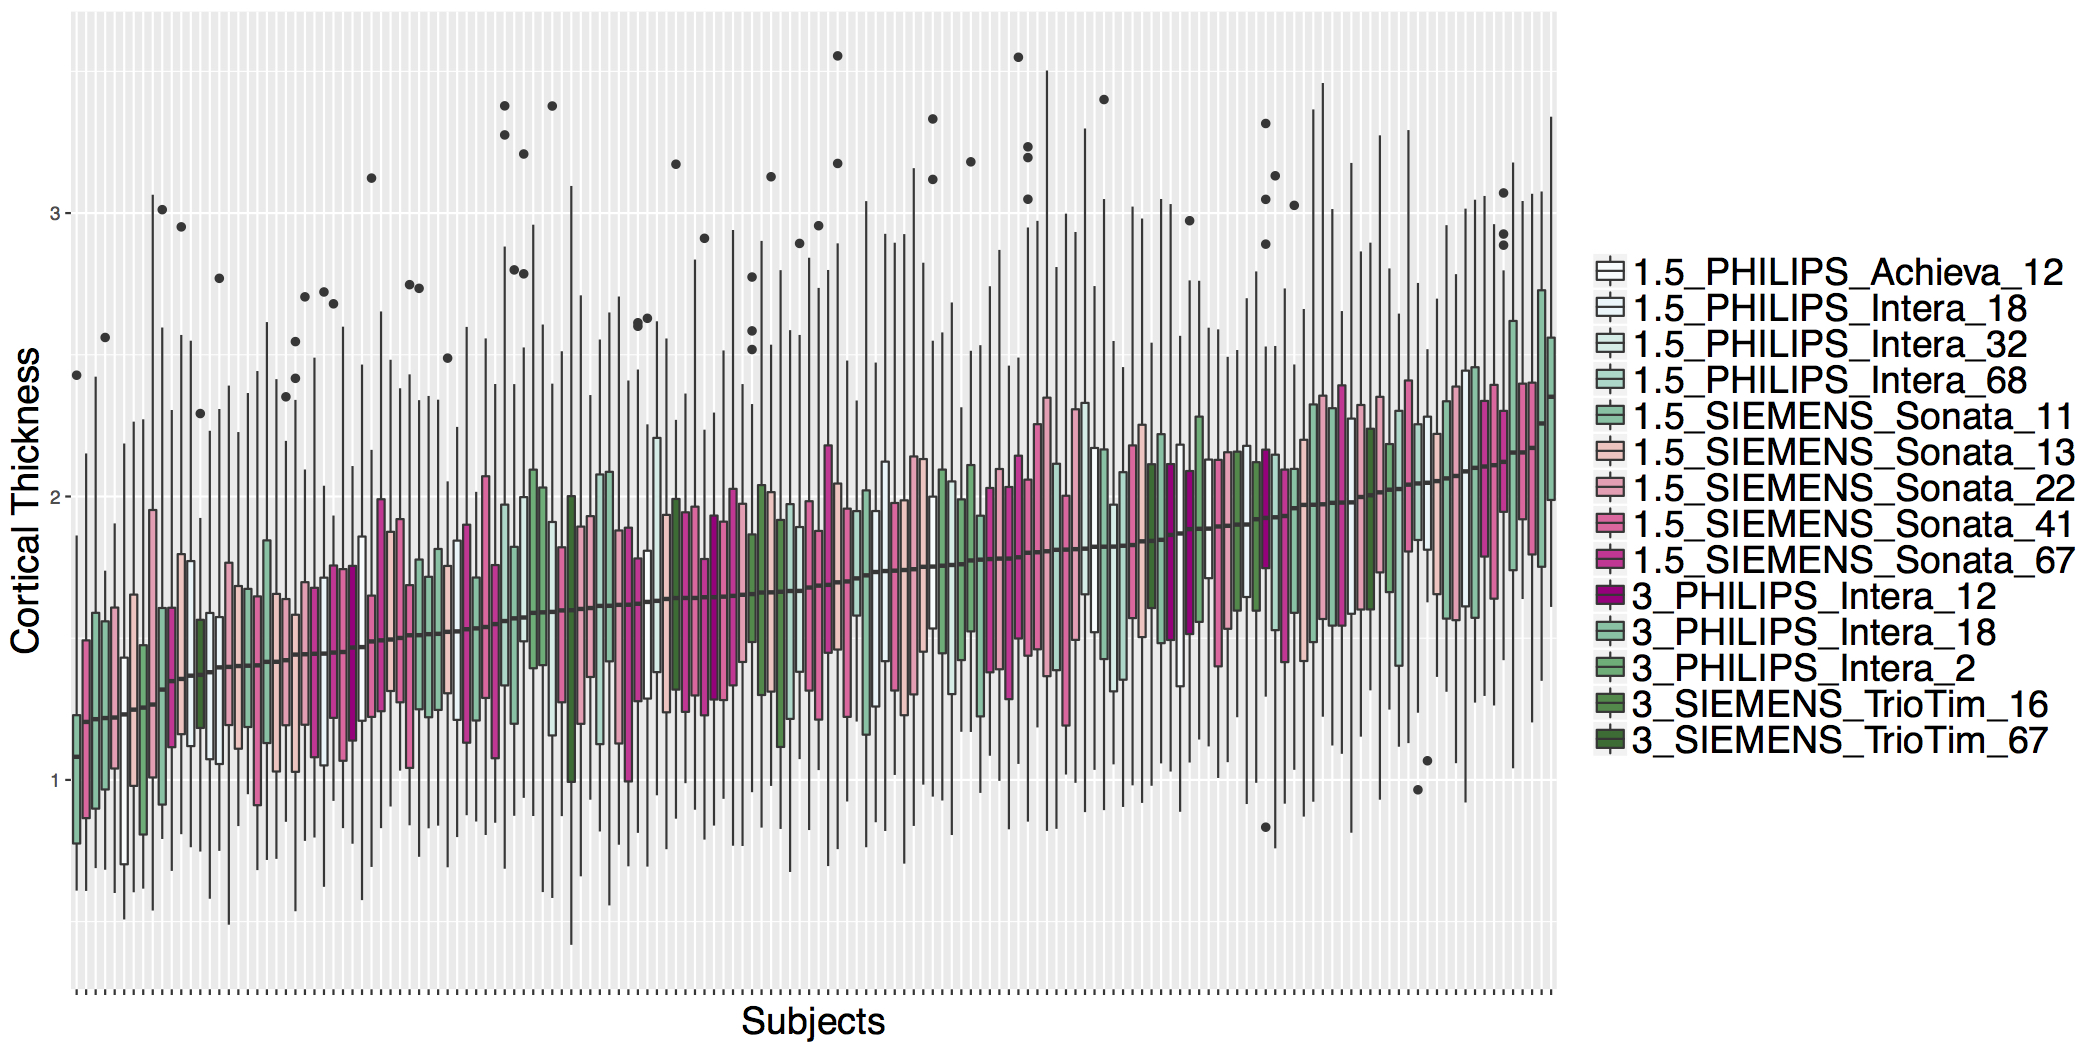 Cortical Thickness
3
2
1
Subjects
1.5_PHILIPS_Achieva_12
1.5_PHILIPS_Intera_18
1.5_PHILIPS_Intera_32
1.5_PHILIPS_Intera_68
1.5_SIEMENS_Sonata_11
1.5_SIEMENS_Sonata_13
1.5_SIEMENS_Sonata_22
1.5_SIEMENS_Sonata_41
1.5_SIEMENS_Sonata_67
3_PHILIPS_Intera_12
3_PHILIPS_Intera_18
3_PHILIPS_Intera_2
3_SIEMENS_TrioTim_16
3_SIEMENS_TrioTim_67